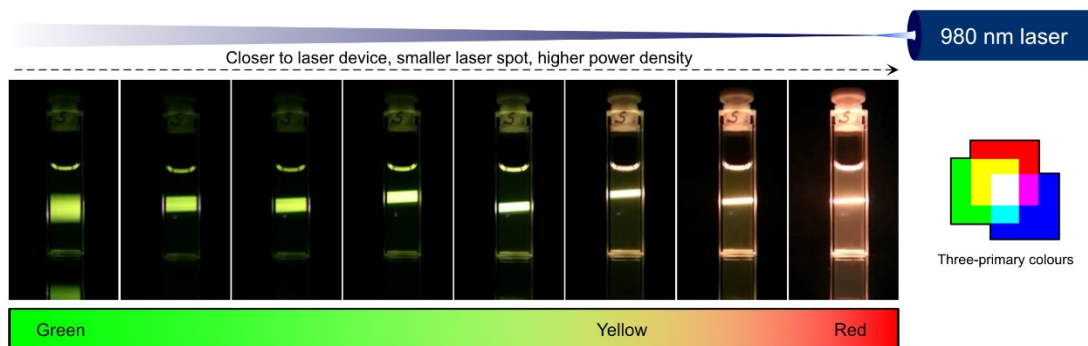 980 nm laser
Closer to laser device, smaller laser spot, higher power density
S
S
S
S
S
S
S
S
Three-primary colours
Green
Yellow
Red